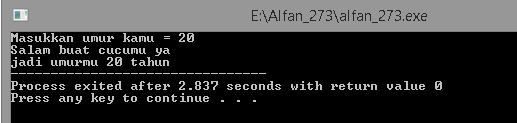 E:\Alfan_273\alfan_273.exe
Masukkan umur kamu = 20
Salam buat cucumu ya
jadi umurmu 20 tahun
--------------------------------
Process exited after 2.837 seconds with return value 0
Press any key to continue . . .